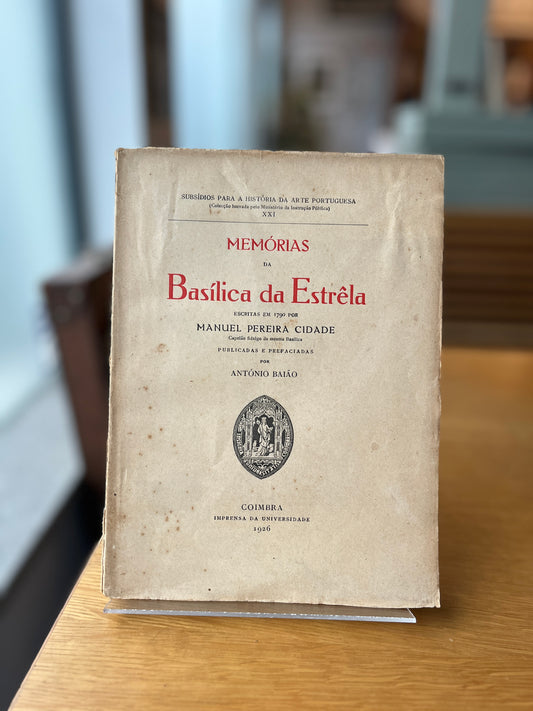 SUBSÍDIOS PARA A HISTÓRIA DA ARTE PORTUGUESA
(Colecção louvada pelo Ministério da Instrução Pública)
XXI
MEMÓRIAS
DA
Basílica da Estrêla
ESCRITAS EM 1790 POR
MANUEL PEREIRA CIDADE
Capelão fidalgo da mesma Basílica
PUBLICADAS E PREFACIADAS
POR
ANTÓNIO BAIÃO
COIMBRA
IMPRENSA DA UNIVERSIDADE
1926